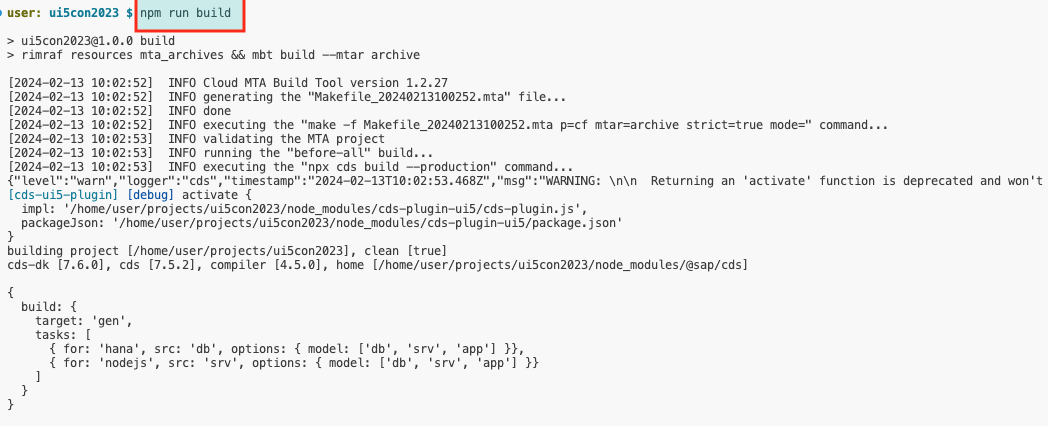 user: ui5con2023 $ npm run build
> ui5con2023@1.0.0 build
> rimraf resources mta_archives && mbt build --mtar archive
[2024-02-13 10:02:52]  INFO Cloud MTA Build Tool version 1.2.27
[2024-02-13 10:02:52]  INFO generating the "Makefile_20240213100252.mta" file...
[2024-02-13 10:02:52]  INFO done
[2024-02-13 10:02:52]  INFO executing the "make -f Makefile_20240213100252.mta p=cf mtar=archive strict=true mode=" command...
[2024-02-13 10:02:53]  INFO validating the MTA project
[2024-02-13 10:02:53]  INFO running the "before-all" build...
[2024-02-13 10:02:53]  INFO executing the "npx cds build --production" command...
{"level":"warn","logger":"cds","timestamp":"2024-02-13T10:02:53.468Z","msg":"WARNING: \n\n  Returning an 'activate' function is deprecated and won't
[cds-ui5-plugin] [debug] activate {
  impl: '/home/user/projects/ui5con2023/node_modules/cds-plugin-ui5/cds-plugin.js',
  packageJson: '/home/user/projects/ui5con2023/node_modules/cds-plugin-ui5/package.json'
}
building project [/home/user/projects/ui5con2023], clean [true]
cds-dk [7.6.0], cds [7.5.2], compiler [4.5.0], home [/home/user/projects/ui5con2023/node_modules/@sap/cds]
{
  build: {
    target: 'gen',
    tasks: [
      { for: 'hana', src: 'db', options: { model: ['db', 'srv', 'app'] }},
      { for: 'nodejs', src: 'srv', options: { model: ['db', 'srv', 'app'] }}
    ]
  }
}